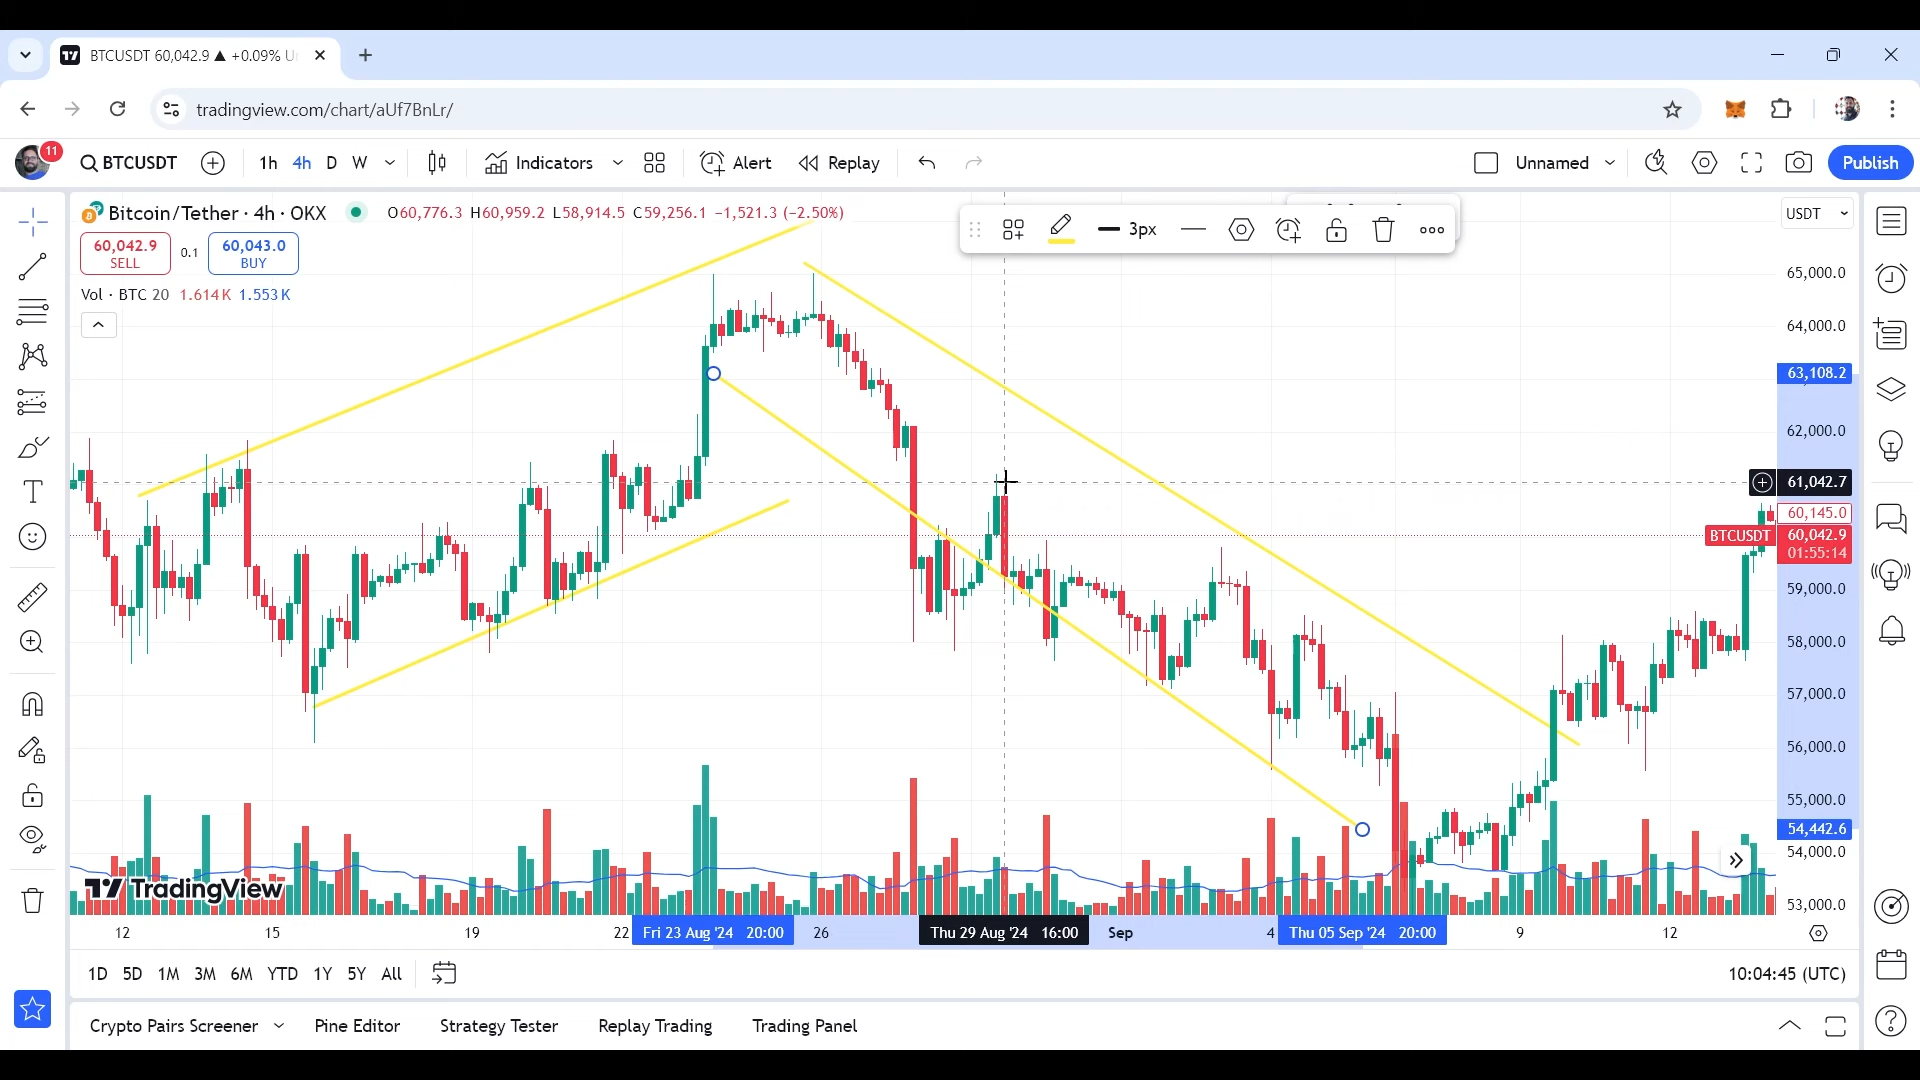 BTCUSDT 60,042.9 ▲ +0.09% U
tradingview.com/chart/aUf7BnLr/
11
BTCUSDT
1h 4h D W
Indicators
Alert
Replay
Unnamed
Publish
Bitcoin/Tether · 4h · OKX
O60,776.3 H60,959.2 L58,914.5 C59,256.1 −1,521.3 (−2.50%)
60,042.9
SELL
0.1
60,043.0
BUY
Vol · BTC 20 1.614K 1.553K
3px
USDT
65,000.0
64,000.0
63,108.2
62,000.0
61,042.7
60,145.0
BTCUSDT 60,042.9
01:55:14
59,000.0
58,000.0
57,000.0
56,000.0
55,000.0
54,442.6
54,000.0
53,000.0
TradingView
12 15 19 22 Fri 23 Aug '24 20:00 26 Thu 29 Aug '24 16:00 Sep 4 Thu 05 Sep '24 20:00 9 12
1D 5D 1M 3M 6M YTD 1Y 5Y All
10:04:45 (UTC)
Crypto Pairs Screener
Pine Editor
Strategy Tester
Replay Trading
Trading Panel